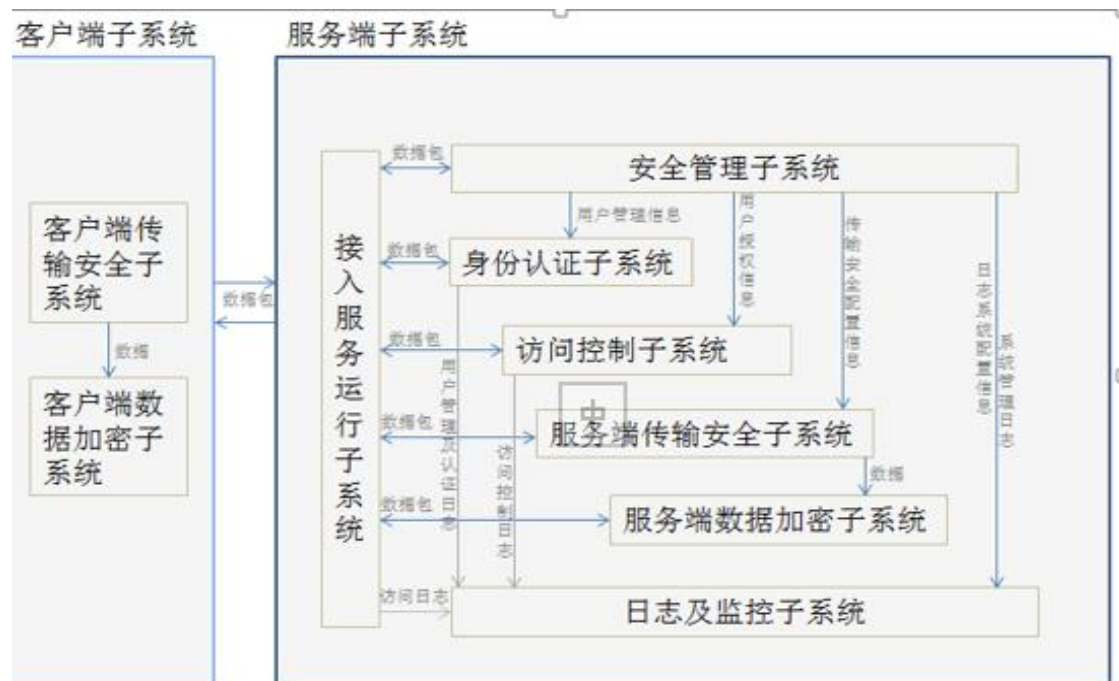 客户端子系统
服务端子系统
数据包
安全管理子系统
用户管理信息
用户授权信息
传输安全配置信息
日志系统配置信息
系统管理日志
客户端传
输安全子
系统
数据
客户端数
据加密子
系统
数据包
接入服务运行子系统
数据包
身份认证子系统
数据包
访问控制子系统
用户管理及认证日志
中
数据包
服务端传输安全子系统
访问控制日志
数据
数据包
服务端数据加密子系统
访问日志
日志及监控子系统